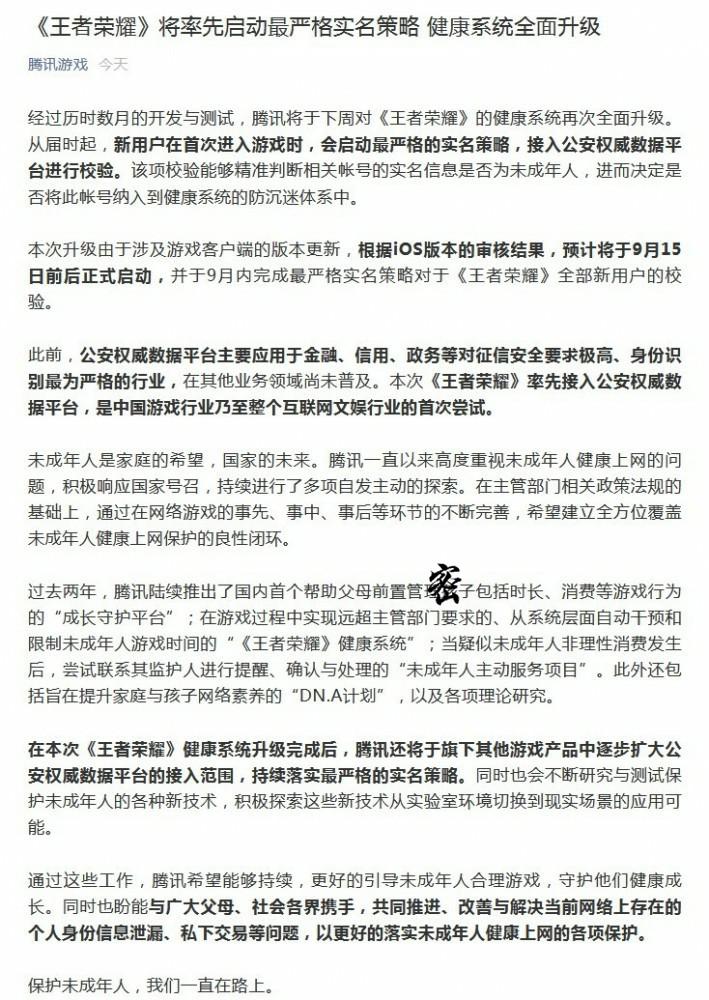 《王者荣耀》将率先启动最严格实名策略 健康系统全面升级
腾讯游戏 今天
经过历时数月的开发与测试，腾讯将于下周对《王者荣耀》的健康系统再次全面升级。
从届时起，新用户在首次进入游戏时，会启动最严格的实名策略，接入公安权威数据平
台进行校验。该项校验能够精准判断相关帐号的实名信息是否为未成年人，进而决定是
否将此帐号纳入到健康系统的防沉迷体系中。
本次升级由于涉及游戏客户端的版本更新，根据iOS版本的审核结果，预计将于9月15
日前后正式启动，并于9月内完成最严格实名策略对于《王者荣耀》全部新用户的校
验。
此前，公安权威数据平台主要应用于金融、信用、政务等对征信安全要求极高、身份识
别最为严格的行业，在其他业务领域尚未普及。本次《王者荣耀》率先接入公安权威数
据平台，是中国游戏行业乃至整个互联网文娱行业的首次尝试。
未成年人是家庭的希望，国家的未来。腾讯一直以来高度重视未成年人健康上网的问
题，积极响应国家号召，持续进行了多项自发主动的探索。在主管部门相关政策法规的
基础上，通过在网络游戏的事先、事中、事后等环节的不断完善，希望建立全方位覆盖
未成年人健康上网保护的良性闭环。
密
过去两年，腾讯陆续推出了国内首个帮助父母前置管理孩子包括时长、消费等游戏行为
的“成长守护平台”；在游戏过程中实现远超主管部门要求的、从系统层面自动干预和
限制未成年人游戏时间的“《王者荣耀》健康系统”；当疑似未成年人非理性消费发生
后，尝试联系其监护人进行提醒、确认与处理的“未成年人主动服务项目”。此外还包
括旨在提升家庭与孩子网络素养的“DN.A计划”，以及各项理论研究。
在本次《王者荣耀》健康系统升级完成后，腾讯还将于旗下其他游戏产品中逐步扩大公
安权威数据平台的接入范围，持续落实最严格的实名策略。同时也会不断研究与测试保
护未成年人的各种新技术，积极探索这些新技术从实验室环境切换到现实场景的应用可
能。
通过这些工作，腾讯希望能够持续，更好的引导未成年人合理游戏，守护他们健康成
长。同时也盼能与广大父母、社会各界携手，共同推进、改善与解决当前网络上存在的
个人身份信息泄漏、私下交易等问题，以更好的落实未成年人健康上网的各项保护。
保护未成年人，我们一直在路上。